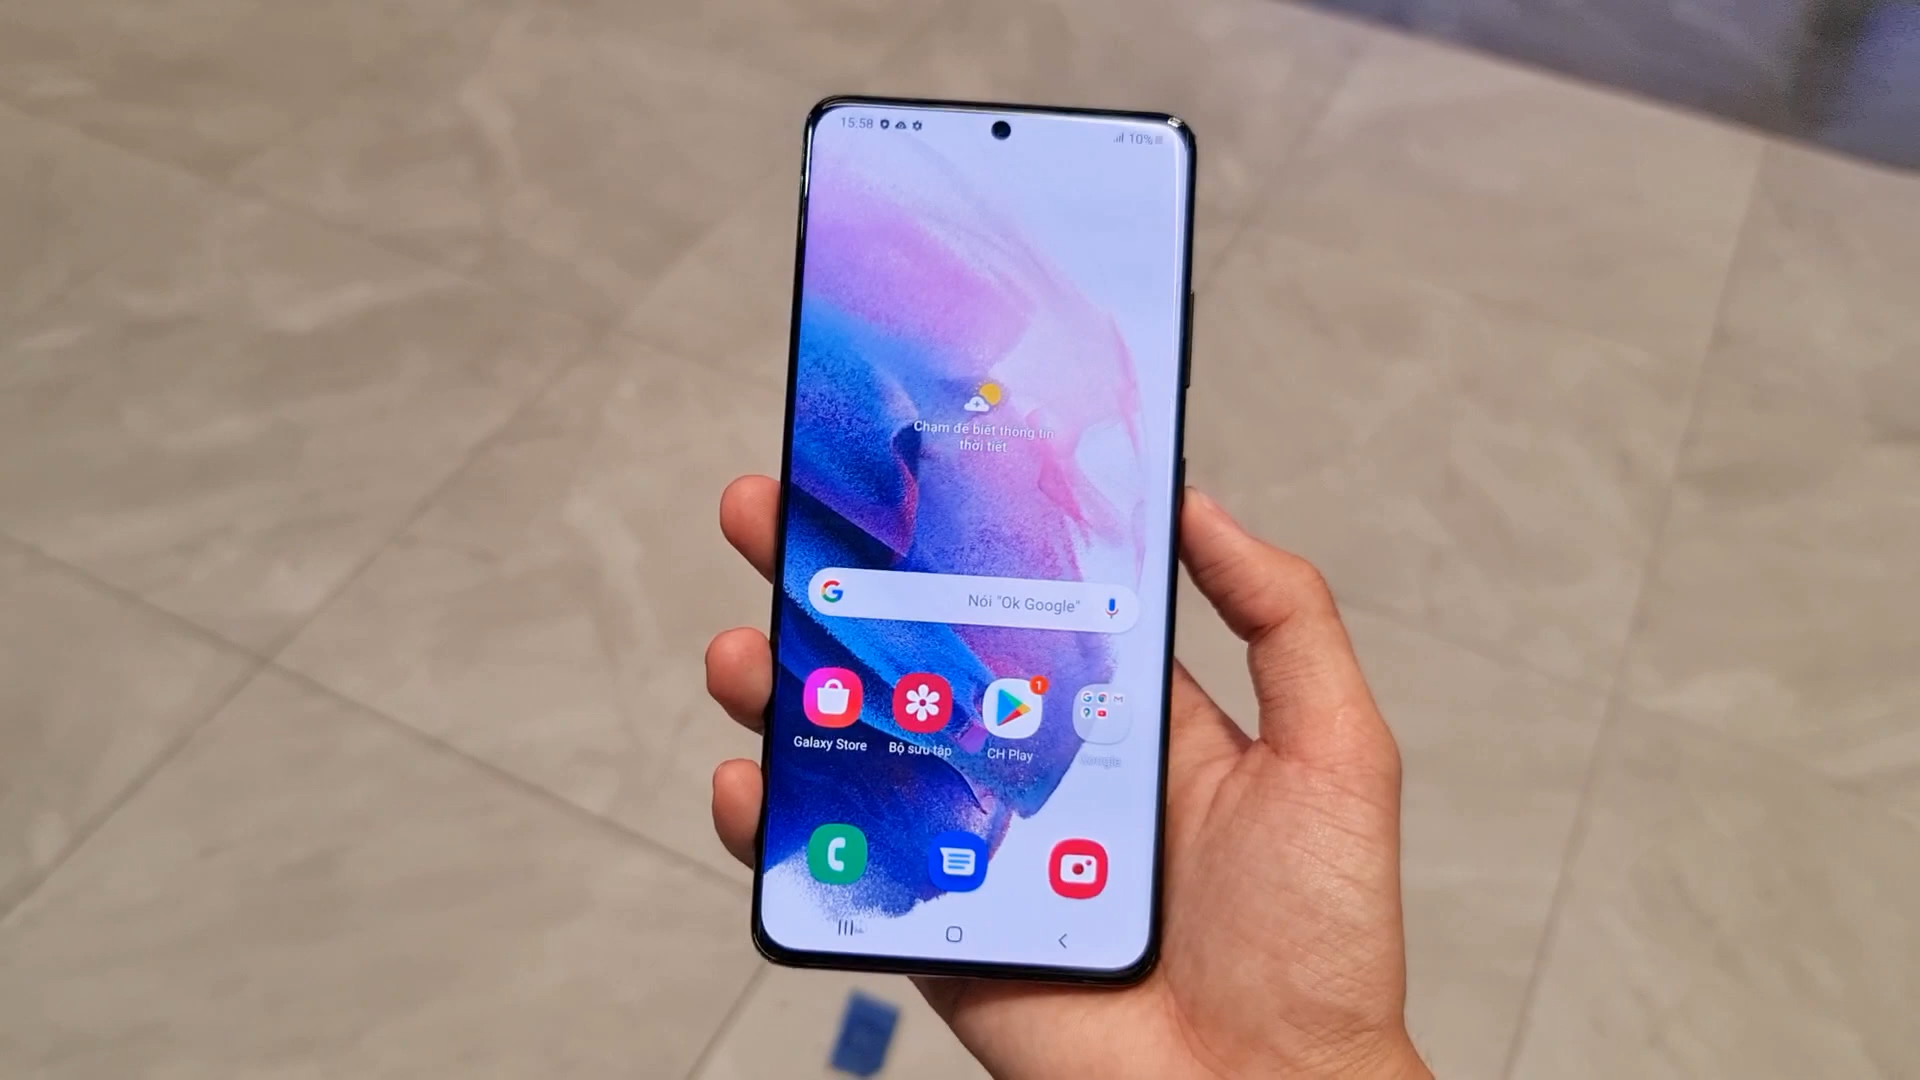 15:58
10%
Chạm để biết thông tin
thời tiết
Nói "Ok Google"
1
Galaxy Store
Bộ sưu tập
CH Play
Google